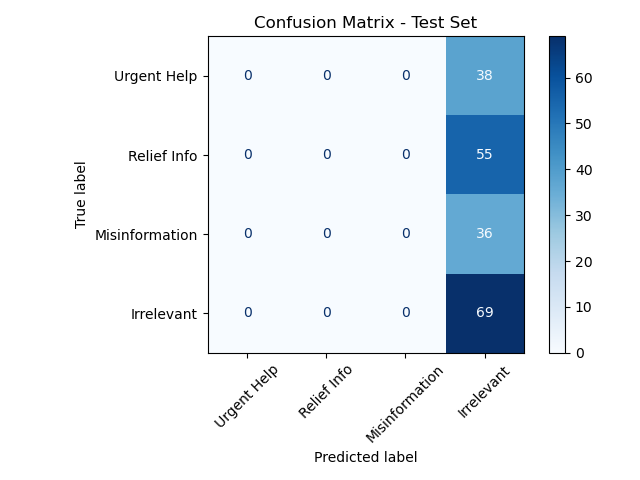 Confusion Matrix - Test Set
True label
Urgent Help 0 0 0 38
Relief Info 0 0 0 55
Misinformation 0 0 0 36
Irrelevant 0 0 0 69
Urgent Help Relief Info Misinformation Irrelevant
Predicted label
60
50
40
30
20
10
0